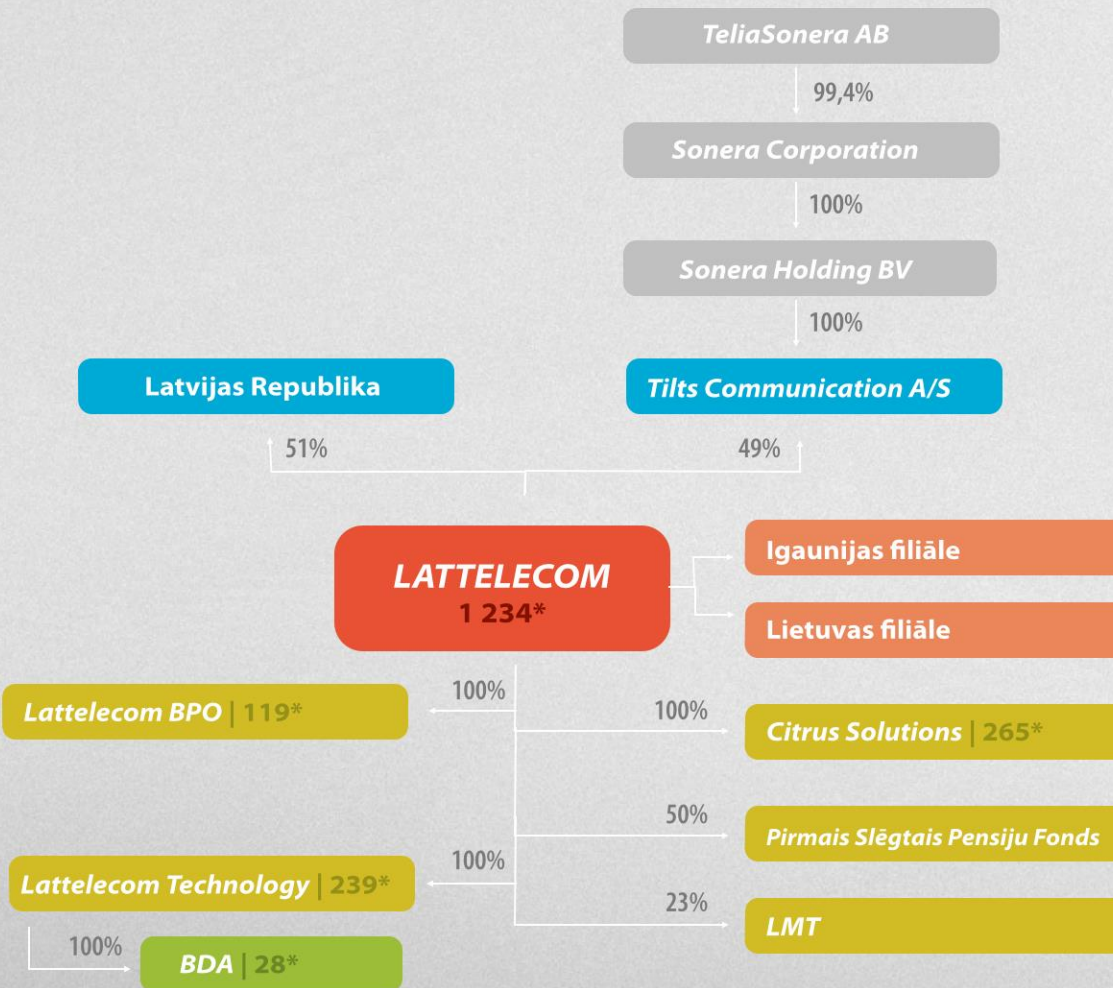 TeliaSonera AB
99,4%
Sonera Corporation
100%
Sonera Holding BV
100%
Latvijas Republika
Tilts Communication A/S
51%
49%
LATTELECOM
1 234*
Igaunijas filiāle
Lietuvas filiāle
100%
Lattelecom BPO | 119*
100%
Citrus Solutions | 265*
50%
Pirmais Slēgtais Pensiju Fonds
100%
Lattelecom Technology | 239*
23%
LMT
100%
BDA | 28*